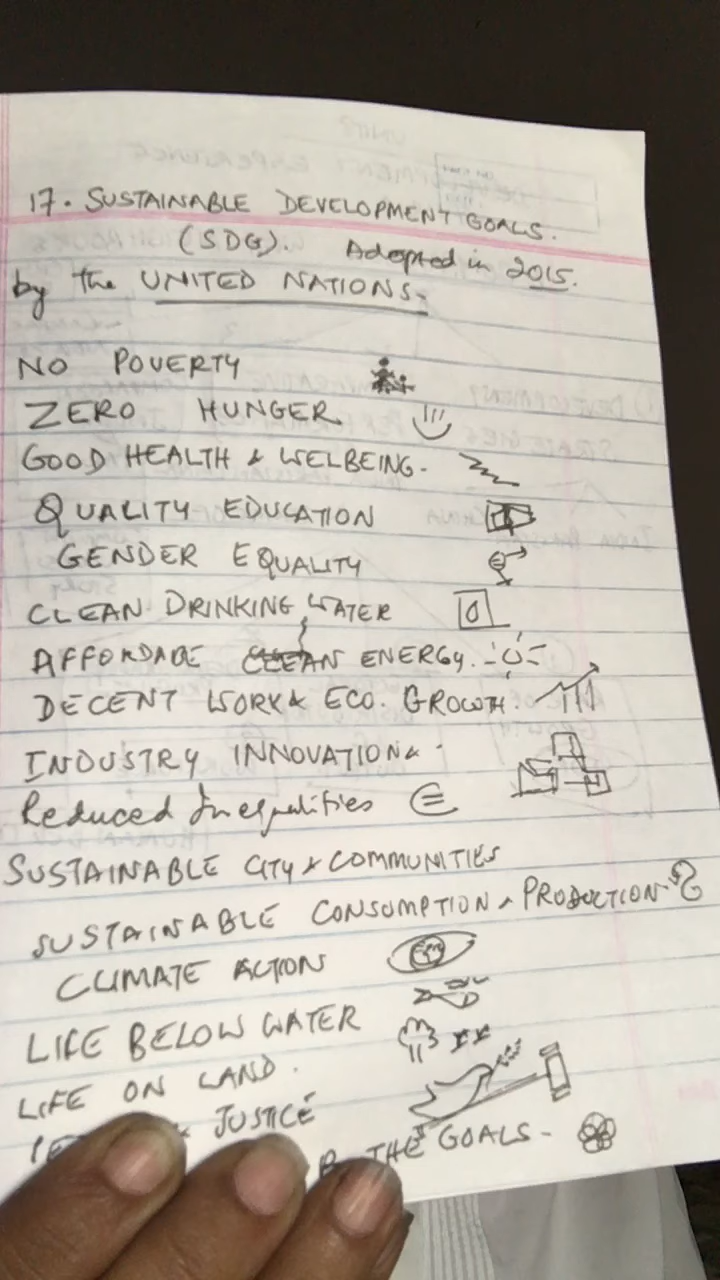 17. SUSTAINABLE DEVELOPMENT GOALS.
(SDG). Adopted in 2015.
by the UNITED NATIONS.
NO POVERTY
ZERO HUNGER
GOOD HEALTH & WELBEING.
QUALITY EDUCATION
GENDER EQUALITY
CLEAN DRINKING WATER
AFFORDABE CLEAN ENERGY.
DECENT WORK & ECO. GROWTH.
INDUSTRY INNOVATION &
Reduced Inequalities
SUSTAINABLE CITY & COMMUNITIES
SUSTAINABLE CONSUMPTION & PRODUCTION
CLIMATE ACTION
LIFE BELOW WATER
LIFE ON LAND.
& JUSTICE
THE GOALS.